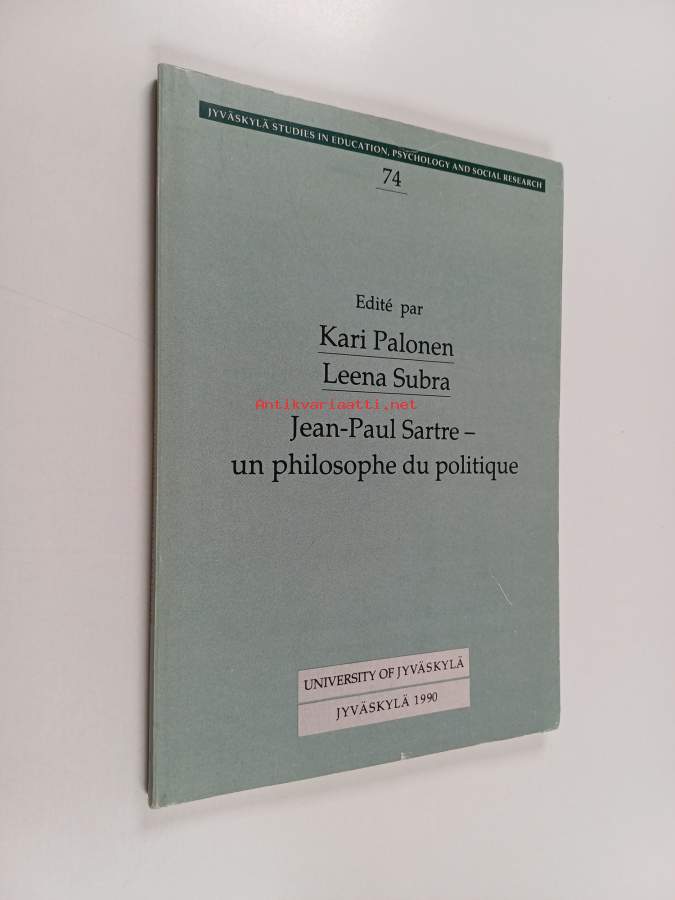 JYVÄSKYLÄ STUDIES IN EDUCATION, PSYCHOLOGY AND SOCIAL RESEARCH
74
Edité par
Kari Palonen
Leena Subra
Antikvariaatti.net
Jean-Paul Sartre –
un philosophe du politique
UNIVERSITY OF JYVÄSKYLÄ
JYVÄSKYLÄ 1990